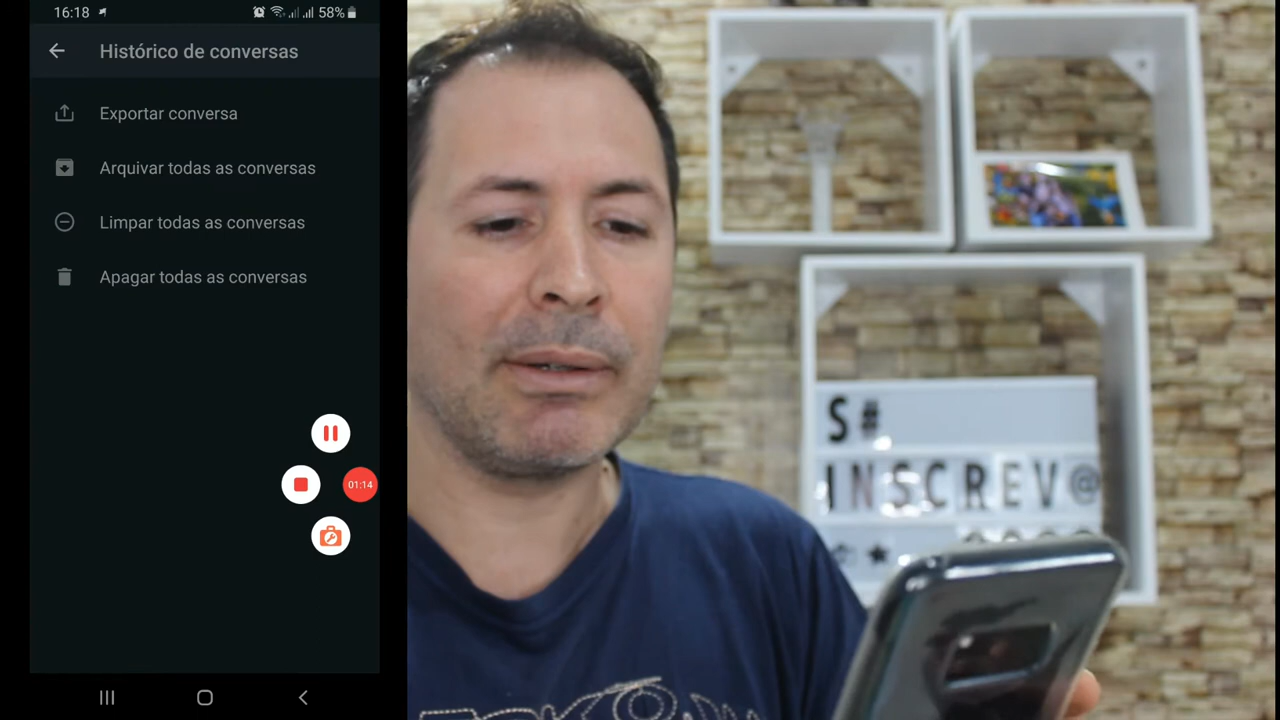 16:18 58%
Histórico de conversas
Exportar conversa
Arquivar todas as conversas
Limpar todas as conversas
Apagar todas as conversas
01:14
S#
INSCREV@